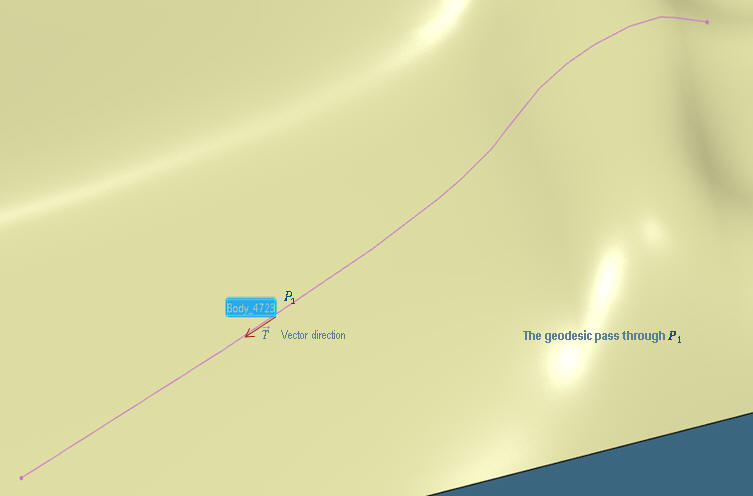 P₁
Body_4723
T⃗ Vector direction
The geodesic pass through P₁